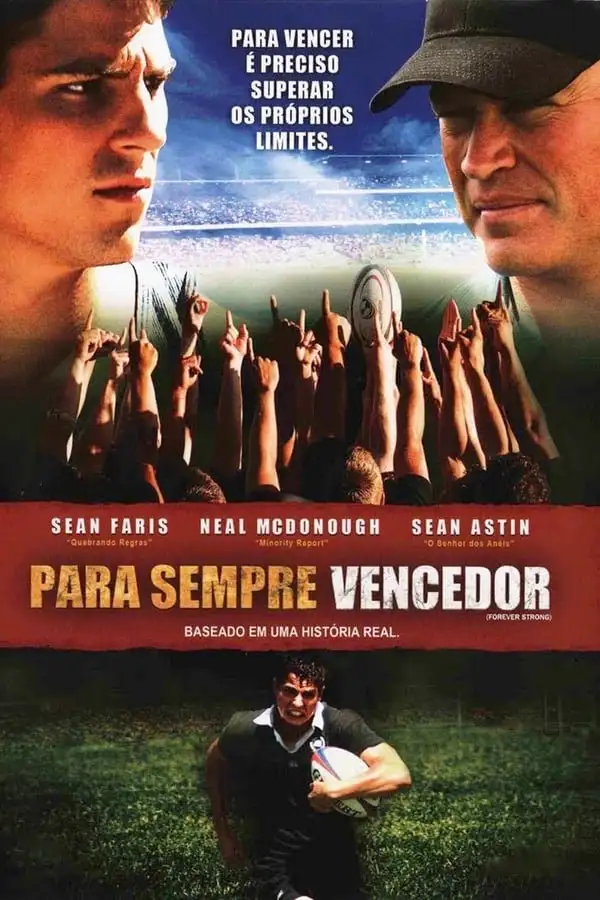 PARA VENCER
É PRECISO
SUPERAR
OS PRÓPRIOS
LIMITES.
SEAN FARIS NEAL MCDONOUGH SEAN ASTIN
"Quebrando Regras" "Minority Report" "O Senhor dos Anéis"
PARA SEMPRE VENCEDOR
(FOREVER STRONG)
BASEADO EM UMA HISTÓRIA REAL.